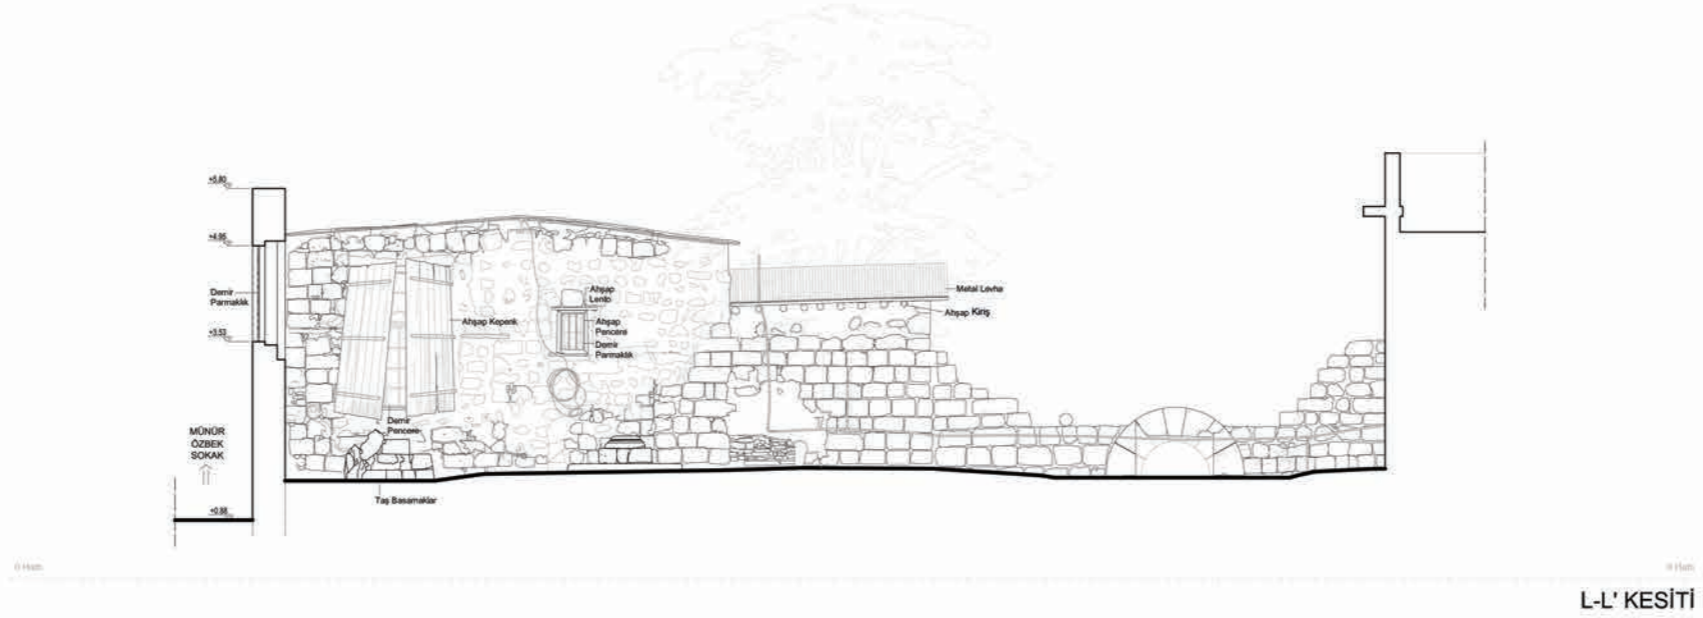 +5.80
+4.95
Demir
Parmaklık
+3.53
MÜNÜR
ÖZBEK
SOKAK
+0.88
Ahşap Kepenk
Ahşap
Lento
Ahşap
Pencere
Demir
Parmaklık
Demir
Pencere
Taş Basamaklar
Metal Levha
Ahşap Kiriş
L-L' KESİTİ